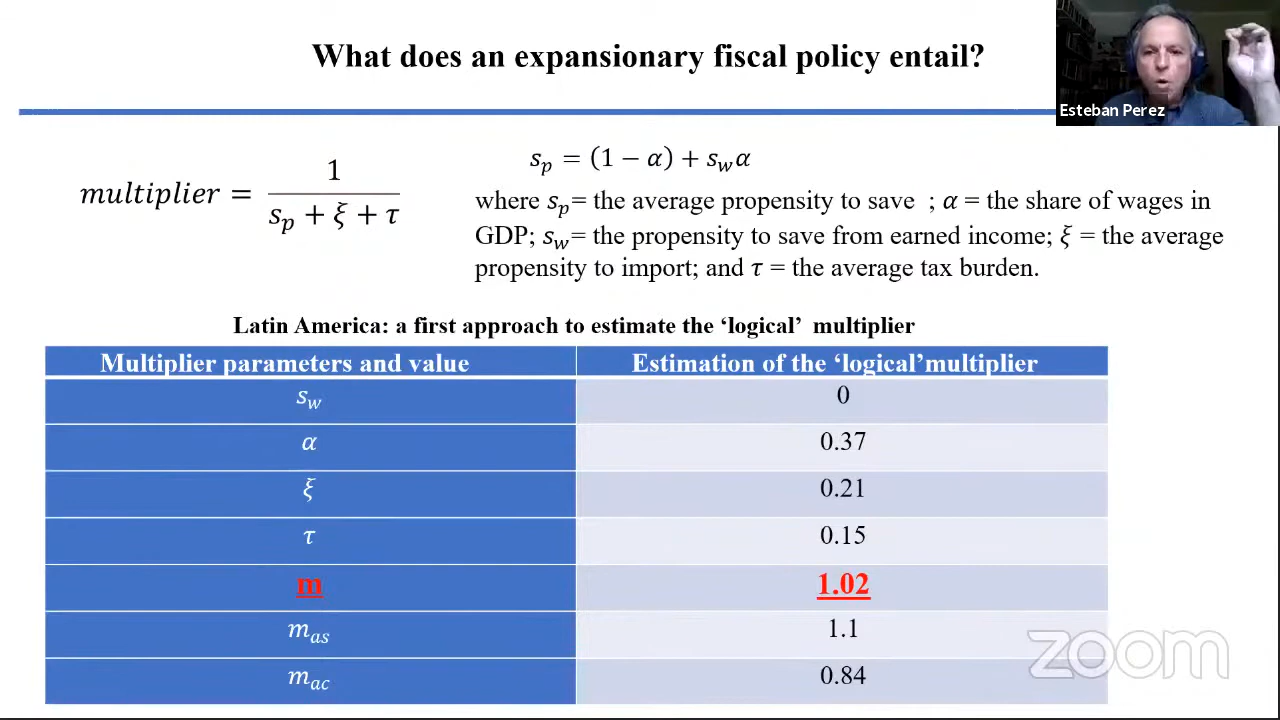 What does an expansionary fiscal policy entail?
Esteban Perez
multiplier = 1 / (s_p + ξ + τ)
s_p = (1 − α) + s_w α
where s_p= the average propensity to save ; α = the share of wages in
GDP; s_w= the propensity to save from earned income; ξ = the average
propensity to import; and τ = the average tax burden.
Latin America: a first approach to estimate the ‘logical’ multiplier
Multiplier parameters and value Estimation of the ‘logical’multiplier
s_w 0
α 0.37
ξ 0.21
τ 0.15
m 1.02
m_as 1.1
m_ac 0.84
zoom